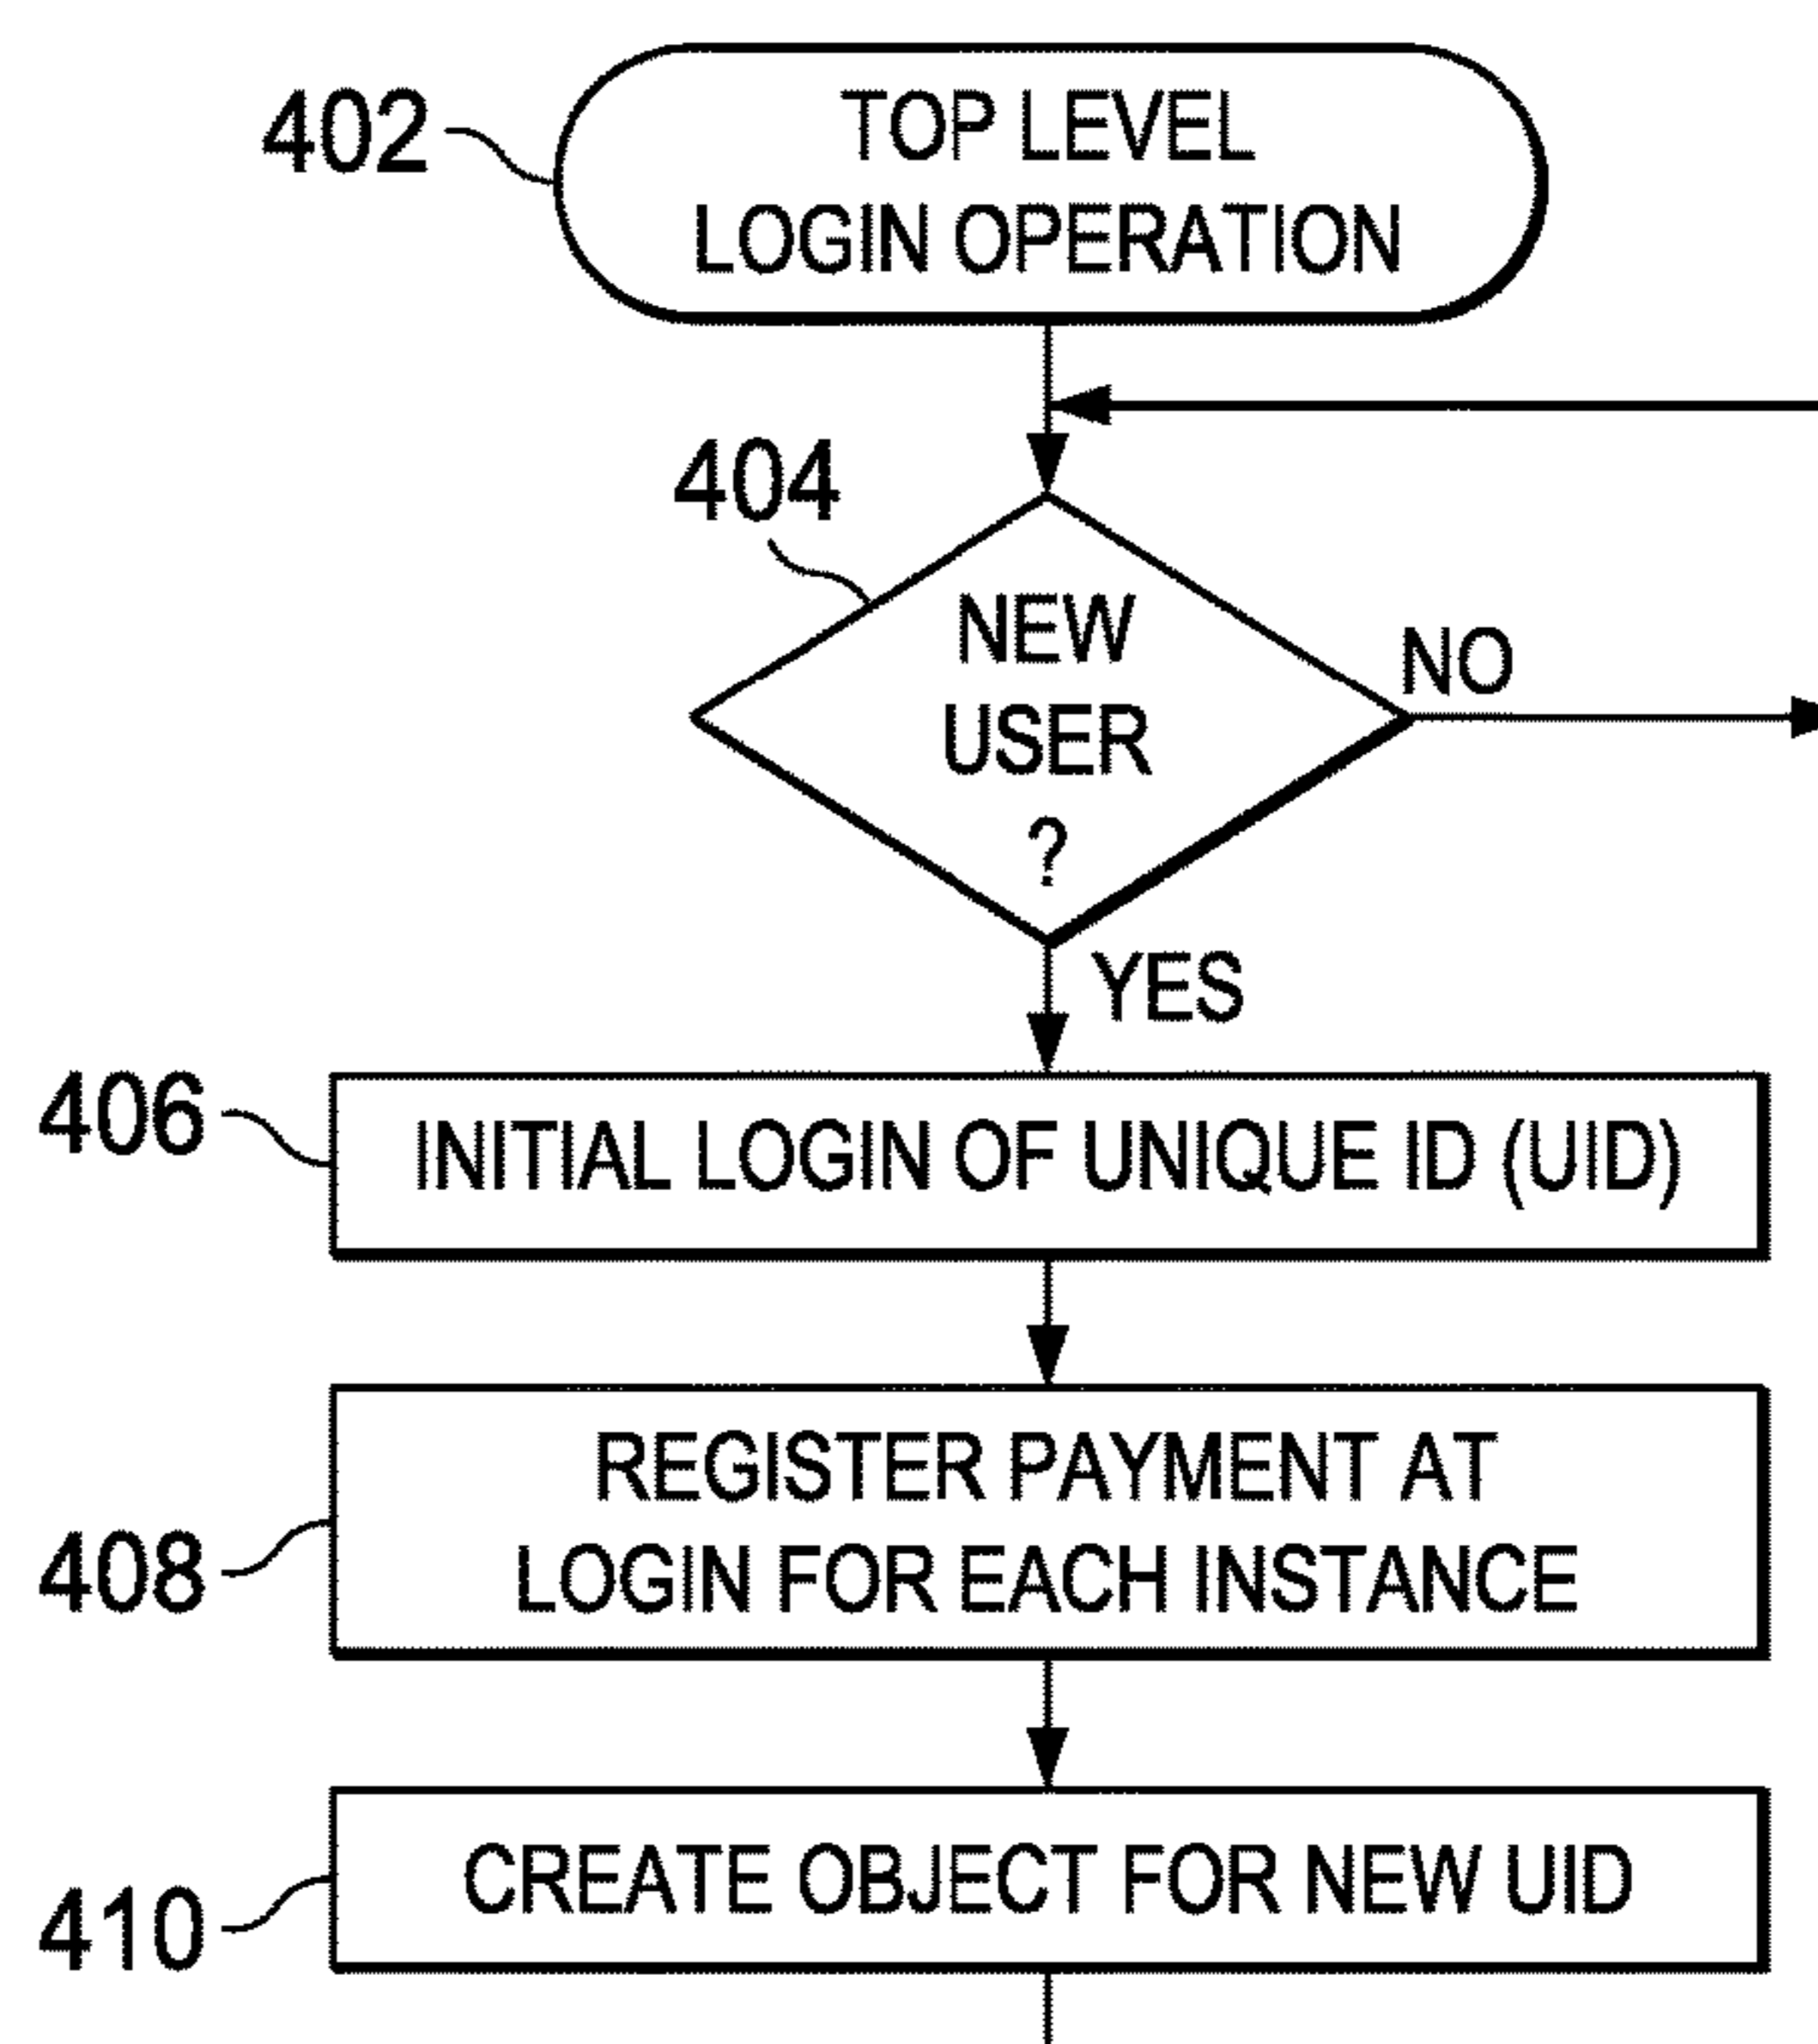 402
TOP LEVEL
LOGIN OPERATION
404
NEW
USER
?
NO
YES
406
INITIAL LOGIN OF UNIQUE ID (UID)
408
REGISTER PAYMENT AT
LOGIN FOR EACH INSTANCE
410
CREATE OBJECT FOR NEW UID